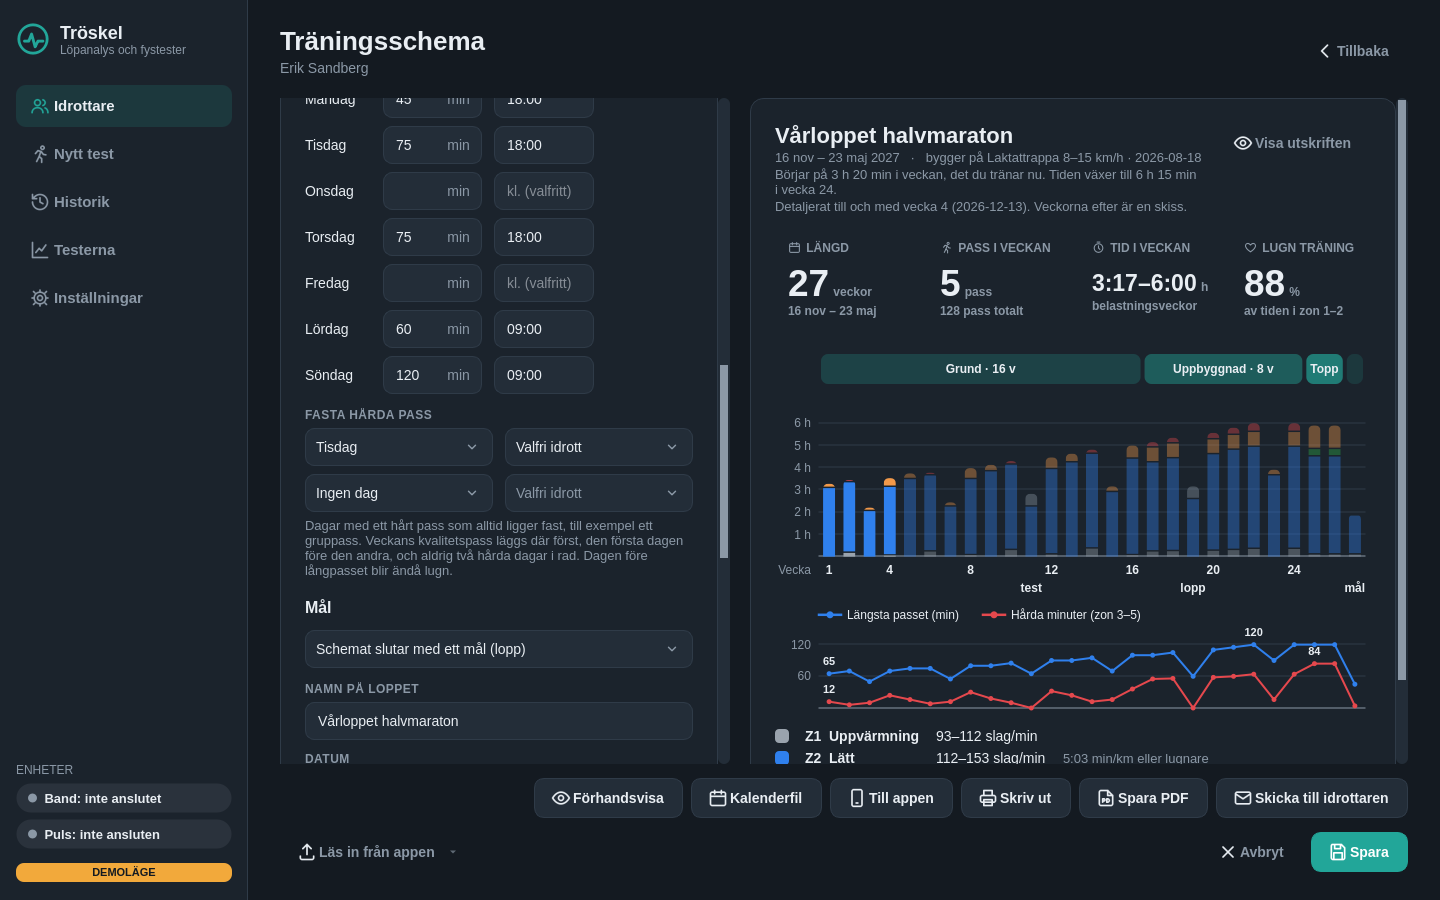 Tröskel
Löpanalys och fystester
Idrottare
Nytt test
Historik
Testerna
Inställningar
ENHETER
Band: inte anslutet
Puls: inte ansluten
DEMOLÄGE
Träningsschema
Erik Sandberg
Tillbaka
Måndag 45 min 18:00
Tisdag 75 min 18:00
Onsdag min kl. (valfritt)
Torsdag 75 min 18:00
Fredag min kl. (valfritt)
Lördag 60 min 09:00
Söndag 120 min 09:00
FASTA HÅRDA PASS
Tisdag Valfri idrott
Ingen dag Valfri idrott
Dagar med ett hårt pass som alltid ligger fast, till exempel ett
gruppass. Veckans kvalitetspass läggs där först, den första dagen
före den andra, och aldrig två hårda dagar i rad. Dagen före
långpasset blir ändå lugn.
Mål
Schemat slutar med ett mål (lopp)
NAMN PÅ LOPPET
Vårloppet halvmaraton
DATUM
Vårloppet halvmaraton
Visa utskriften
16 nov – 23 maj 2027 · bygger på Laktattrappa 8–15 km/h · 2026-08-18
Börjar på 3 h 20 min i veckan, det du tränar nu. Tiden växer till 6 h 15 min
i vecka 24.
Detaljerat till och med vecka 4 (2026-12-13). Veckorna efter är en skiss.
LÄNGD
27 veckor
16 nov – 23 maj
PASS I VECKAN
5 pass
128 pass totalt
TID I VECKAN
3:17–6:00 h
belastningsveckor
LUGN TRÄNING
88 %
av tiden i zon 1–2
Grund · 16 v Uppbyggnad · 8 v Topp
6 h
5 h
4 h
3 h
2 h
1 h
Vecka 1 4 8 12 16 20 24
test lopp mål
Längsta passet (min) Hårda minuter (zon 3–5)
120
120
84
65
60
12
Z1 Uppvärmning 93–112 slag/min
Z2 Lätt 112–153 slag/min 5:03 min/km eller lugnare
Förhandsvisa
Kalenderfil
Till appen
Skriv ut
Spara PDF
Skicka till idrottaren
Läs in från appen
Avbryt
Spara